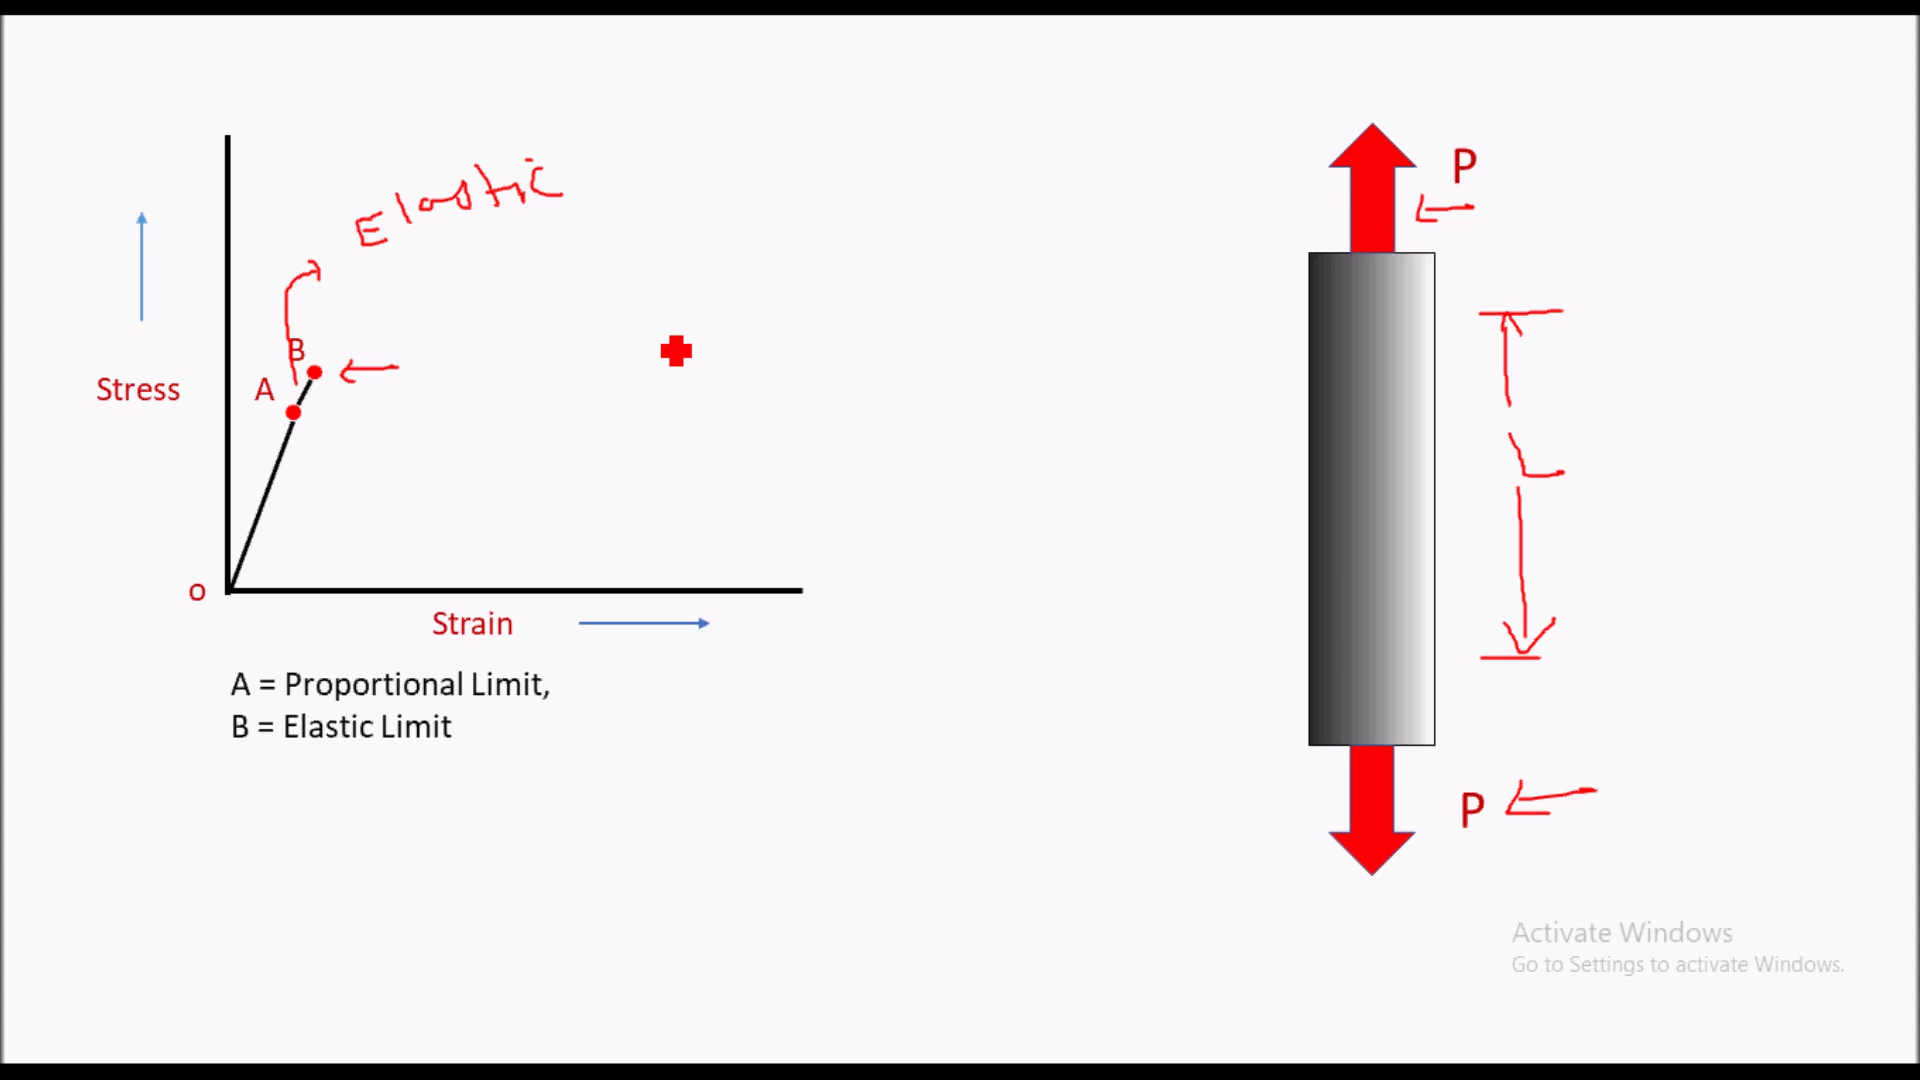 Elastic
B
A
Stress
o
Strain
A = Proportional Limit,
B = Elastic Limit
P
L
P
Activate Windows
Go to Settings to activate Windows.